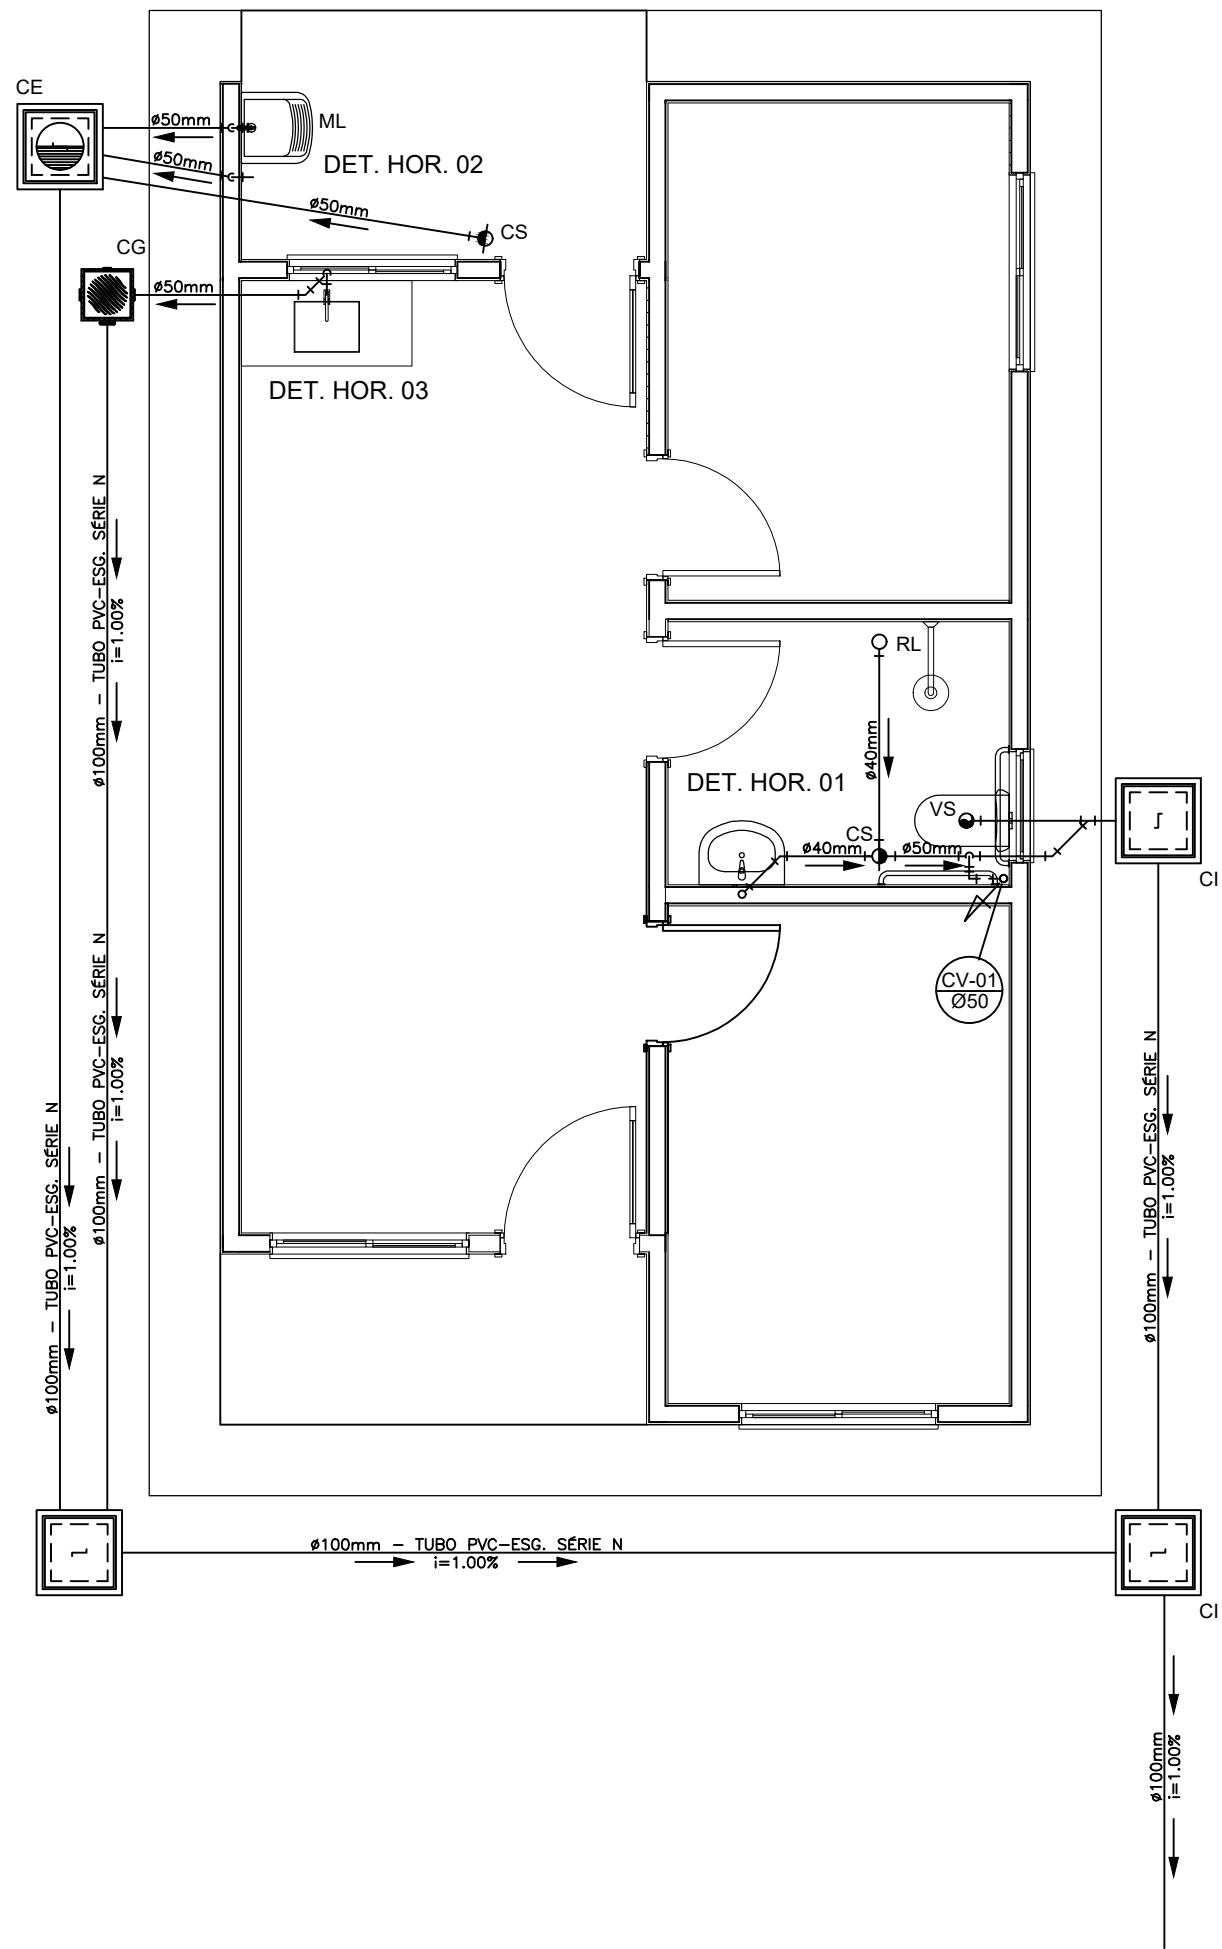 CE
ø50mm
ML
ø50mm
DET. HOR. 02
ø50mm
CS
CG
ø50mm
DET. HOR. 03
ø100mm – TUBO PVC–ESG. SÉRIE N
i=1.00%
RL
ø40mm
DET. HOR. 01
VS
CS
ø40mm
ø50mm
CI
CV-01
Ø50
ø100mm – TUBO PVC–ESG. SÉRIE N
i=1.00%
ø100mm – TUBO PVC–ESG. SÉRIE N
i=1.00%
ø100mm – TUBO PVC–ESG. SÉRIE N
i=1.00%
ø100mm – TUBO PVC–ESG. SÉRIE N
i=1.00%
CI
ø100mm
i=1.00%